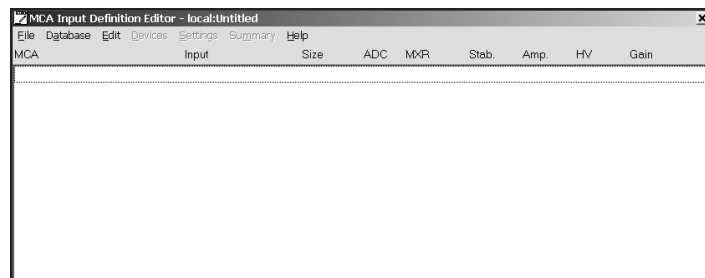 MCA Input Definition Editor - local:Untitled
File Database Edit Devices Settings Summary Help
MCA Input Size ADC MXR Stab. Amp. HV Gain